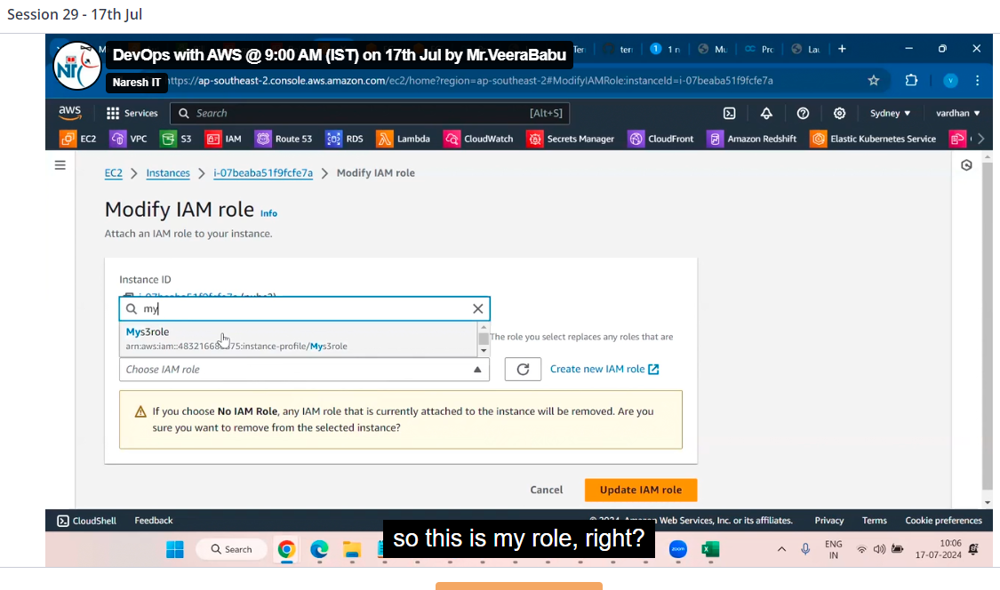 Session 29 - 17th Jul
DevOps with AWS @ 9:00 AM (IST) on 17th Jul by Mr.VeeraBabu
Ter
ter
1 n
Mu
Prc
Lau
NiT
Naresh IT
https://ap-southeast-2.console.aws.amazon.com/ec2/home?region=ap-southeast-2#ModifyIAMRole:instanceId=i-07beaba51f9fcfe7a
v
aws
Services
Search
[Alt+S]
Sydney
vardhan
EC2
VPC
S3
IAM
Route 53
RDS
Lambda
CloudWatch
Secrets Manager
CloudFront
Amazon Redshift
Elastic Kubernetes Service
EC2 > Instances > i-07beaba51f9fcfe7a > Modify IAM role
Modify IAM role Info
Attach an IAM role to your instance.
Instance ID
my
Mys3role
The role you select replaces any roles that are
instance-profile/Mys3role
Choose IAM role
Create new IAM role
If you choose No IAM Role, any IAM role that is currently attached to the instance will be removed. Are you
sure you want to remove from the selected instance?
Cancel
Update IAM role
CloudShell
Feedback
Web Services, Inc. or its affiliates.
Privacy
Terms
Cookie preferences
so this is my role, right?
Search
zoom
ENG
IN
10:06
17-07-2024